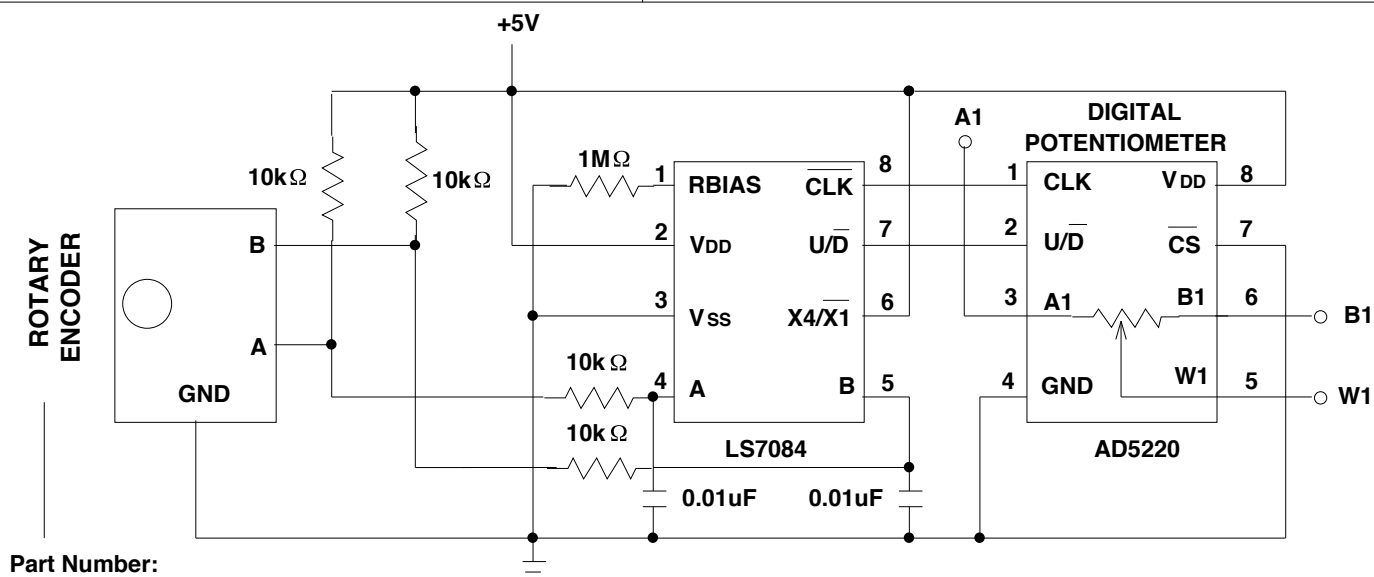 +5V
DIGITAL
POTENTIOMETER
A1
10kΩ
10kΩ
1MΩ
1
RBIAS
CLK
8
1
CLK
VDD
8
ROTARY
ENCODER
B
2
VDD
U/D
7
2
U/D
CS
7
3
VSS
X4/X1
6
3
A1
B1
6
B1
A
10kΩ
4
A
B
5
4
GND
W1
5
W1
GND
10kΩ
LS7084
AD5220
0.01uF
0.01uF
Part Number: